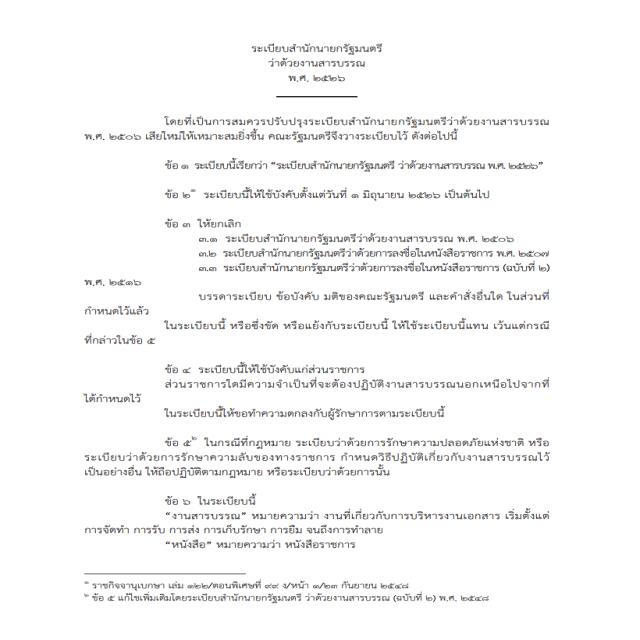 ระเบียบสำนักนายกรัฐมนตรี
ว่าด้วยงานสารบรรณ
พ.ศ. ๒๕๒๖
โดยที่เป็นการสมควรปรับปรุงระเบียบสำนักนายกรัฐมนตรีว่าด้วยงานสารบรรณ
พ.ศ. ๒๕๐๖ เสียใหม่ให้เหมาะสมยิ่งขึ้น คณะรัฐมนตรีจึงวางระเบียบไว้ ดังต่อไปนี้
ข้อ ๑ ระเบียบนี้เรียกว่า “ระเบียบสำนักนายกรัฐมนตรี ว่าด้วยงานสารบรรณ พ.ศ. ๒๕๒๖”
ข้อ ๒ ระเบียบนี้ให้ใช้บังคับตั้งแต่วันที่ ๑ มิถุนายน ๒๕๒๖ เป็นต้นไป
ข้อ ๓ ให้ยกเลิก
๓.๑ ระเบียบสำนักนายกรัฐมนตรีว่าด้วยงานสารบรรณ พ.ศ. ๒๕๐๖
๓.๒ ระเบียบสำนักนายกรัฐมนตรีว่าด้วยการลงชื่อในหนังสือราชการ พ.ศ. ๒๕๐๗
๓.๓ ระเบียบสำนักนายกรัฐมนตรีว่าด้วยการลงชื่อในหนังสือราชการ (ฉบับที่ ๒)
พ.ศ. ๒๕๑๖
บรรดาระเบียบ ข้อบังคับ มติของคณะรัฐมนตรี และคำสั่งอื่นใด ในส่วนที่
กำหนดไว้แล้ว
ในระเบียบนี้ หรือซึ่งขัด หรือแย้งกับระเบียบนี้ ให้ใช้ระเบียบนี้แทน เว้นแต่กรณี
ที่กล่าวในข้อ ๕
ข้อ ๔ ระเบียบนี้ให้ใช้บังคับแก่ส่วนราชการ
ส่วนราชการใดมีความจำเป็นที่จะต้องปฏิบัติงานสารบรรณนอกเหนือไปจากที่
ได้กำหนดไว้
ในระเบียบนี้ให้ขอทำความตกลงกับผู้รักษาการตามระเบียบนี้
ข้อ ๕๒ ในกรณีที่กฎหมาย ระเบียบว่าด้วยการรักษาความปลอดภัยแห่งชาติ หรือ
ระเบียบว่าด้วยการรักษาความลับของทางราชการ กำหนดวิธีปฏิบัติเกี่ยวกับงานสารบรรณไว้
เป็นอย่างอื่น ให้ถือปฏิบัติตามกฎหมาย หรือระเบียบว่าด้วยการนั้น
ข้อ ๖ ในระเบียบนี้
“งานสารบรรณ” หมายความว่า งานที่เกี่ยวกับการบริหารงานเอกสาร เริ่มตั้งแต่
การจัดทำ การรับ การส่ง การเก็บรักษา การยืม จนถึงการทำลาย
“หนังสือ” หมายความว่า หนังสือราชการ
๑ ราชกิจจานุเบกษา เล่ม ๑๒๒/ตอนพิเศษที่ ๙๙ ง/หน้า ๑/๒๓ กันยายน ๒๕๔๘
๒ ข้อ ๕ แก้ไขเพิ่มเติมโดยระเบียบสำนักนายกรัฐมนตรี ว่าด้วยงานสารบรรณ (ฉบับที่ ๒) พ.ศ. ๒๕๔๘